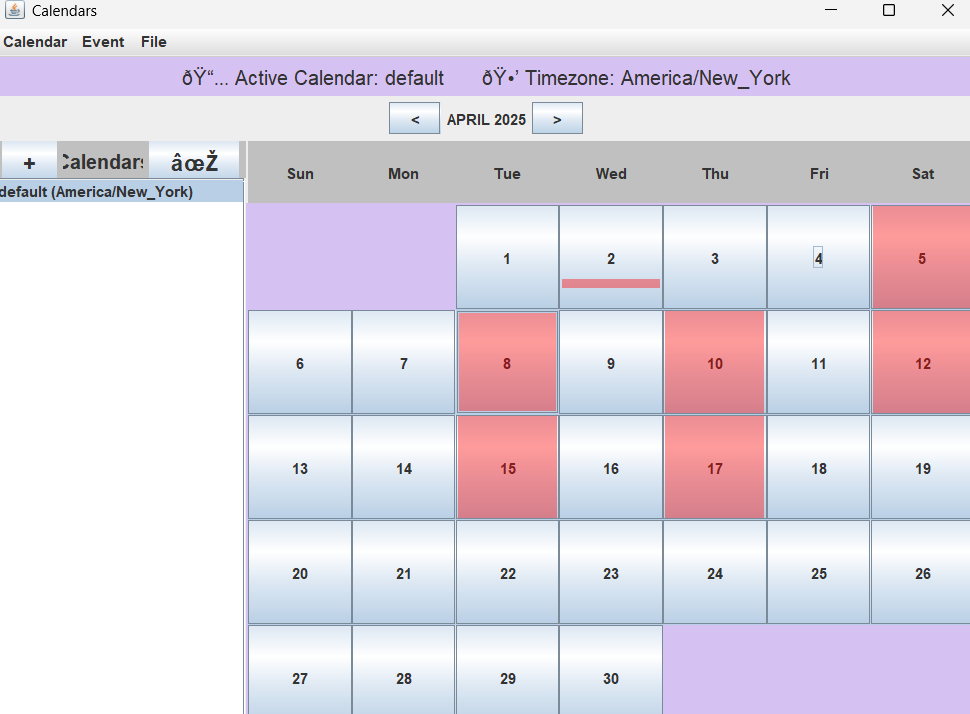 Calendars
Calendar Event File
ðŸ“… Active Calendar: default ðŸ•’ Timezone: America/New_York
< APRIL 2025 >
+ Calendars âœŽ
default (America/New_York)
Sun Mon Tue Wed Thu Fri Sat
1 2 3 4 5
6 7 8 9 10 11 12
13 14 15 16 17 18 19
20 21 22 23 24 25 26
27 28 29 30